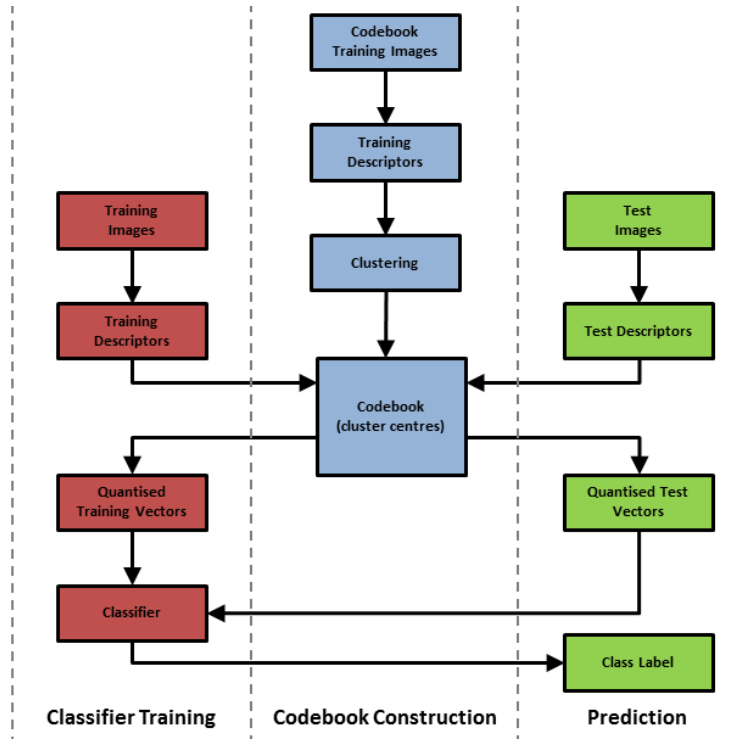 Codebook
Training Images
Training
Descriptors
Clustering
Training
Images
Training
Descriptors
Test
Images
Test Descriptors
Codebook
(cluster centres)
Quantised
Training Vectors
Quantised Test
Vectors
Classifier
Class Label
Classifier Training
Codebook Construction
Prediction